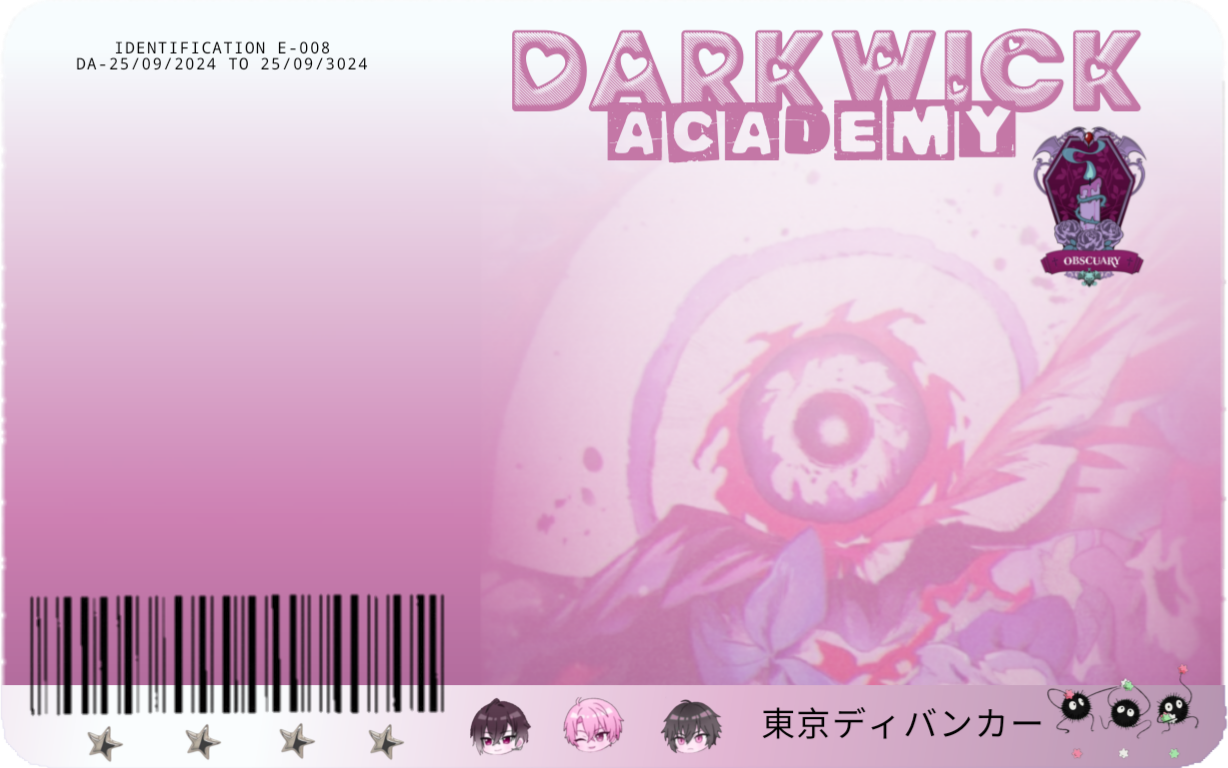 IDENTIFICATION E-008
DA-25/09/2024 TO 25/09/3024
DARKWICK
ACADEMY
OBSCUARY
東京ディバンカー